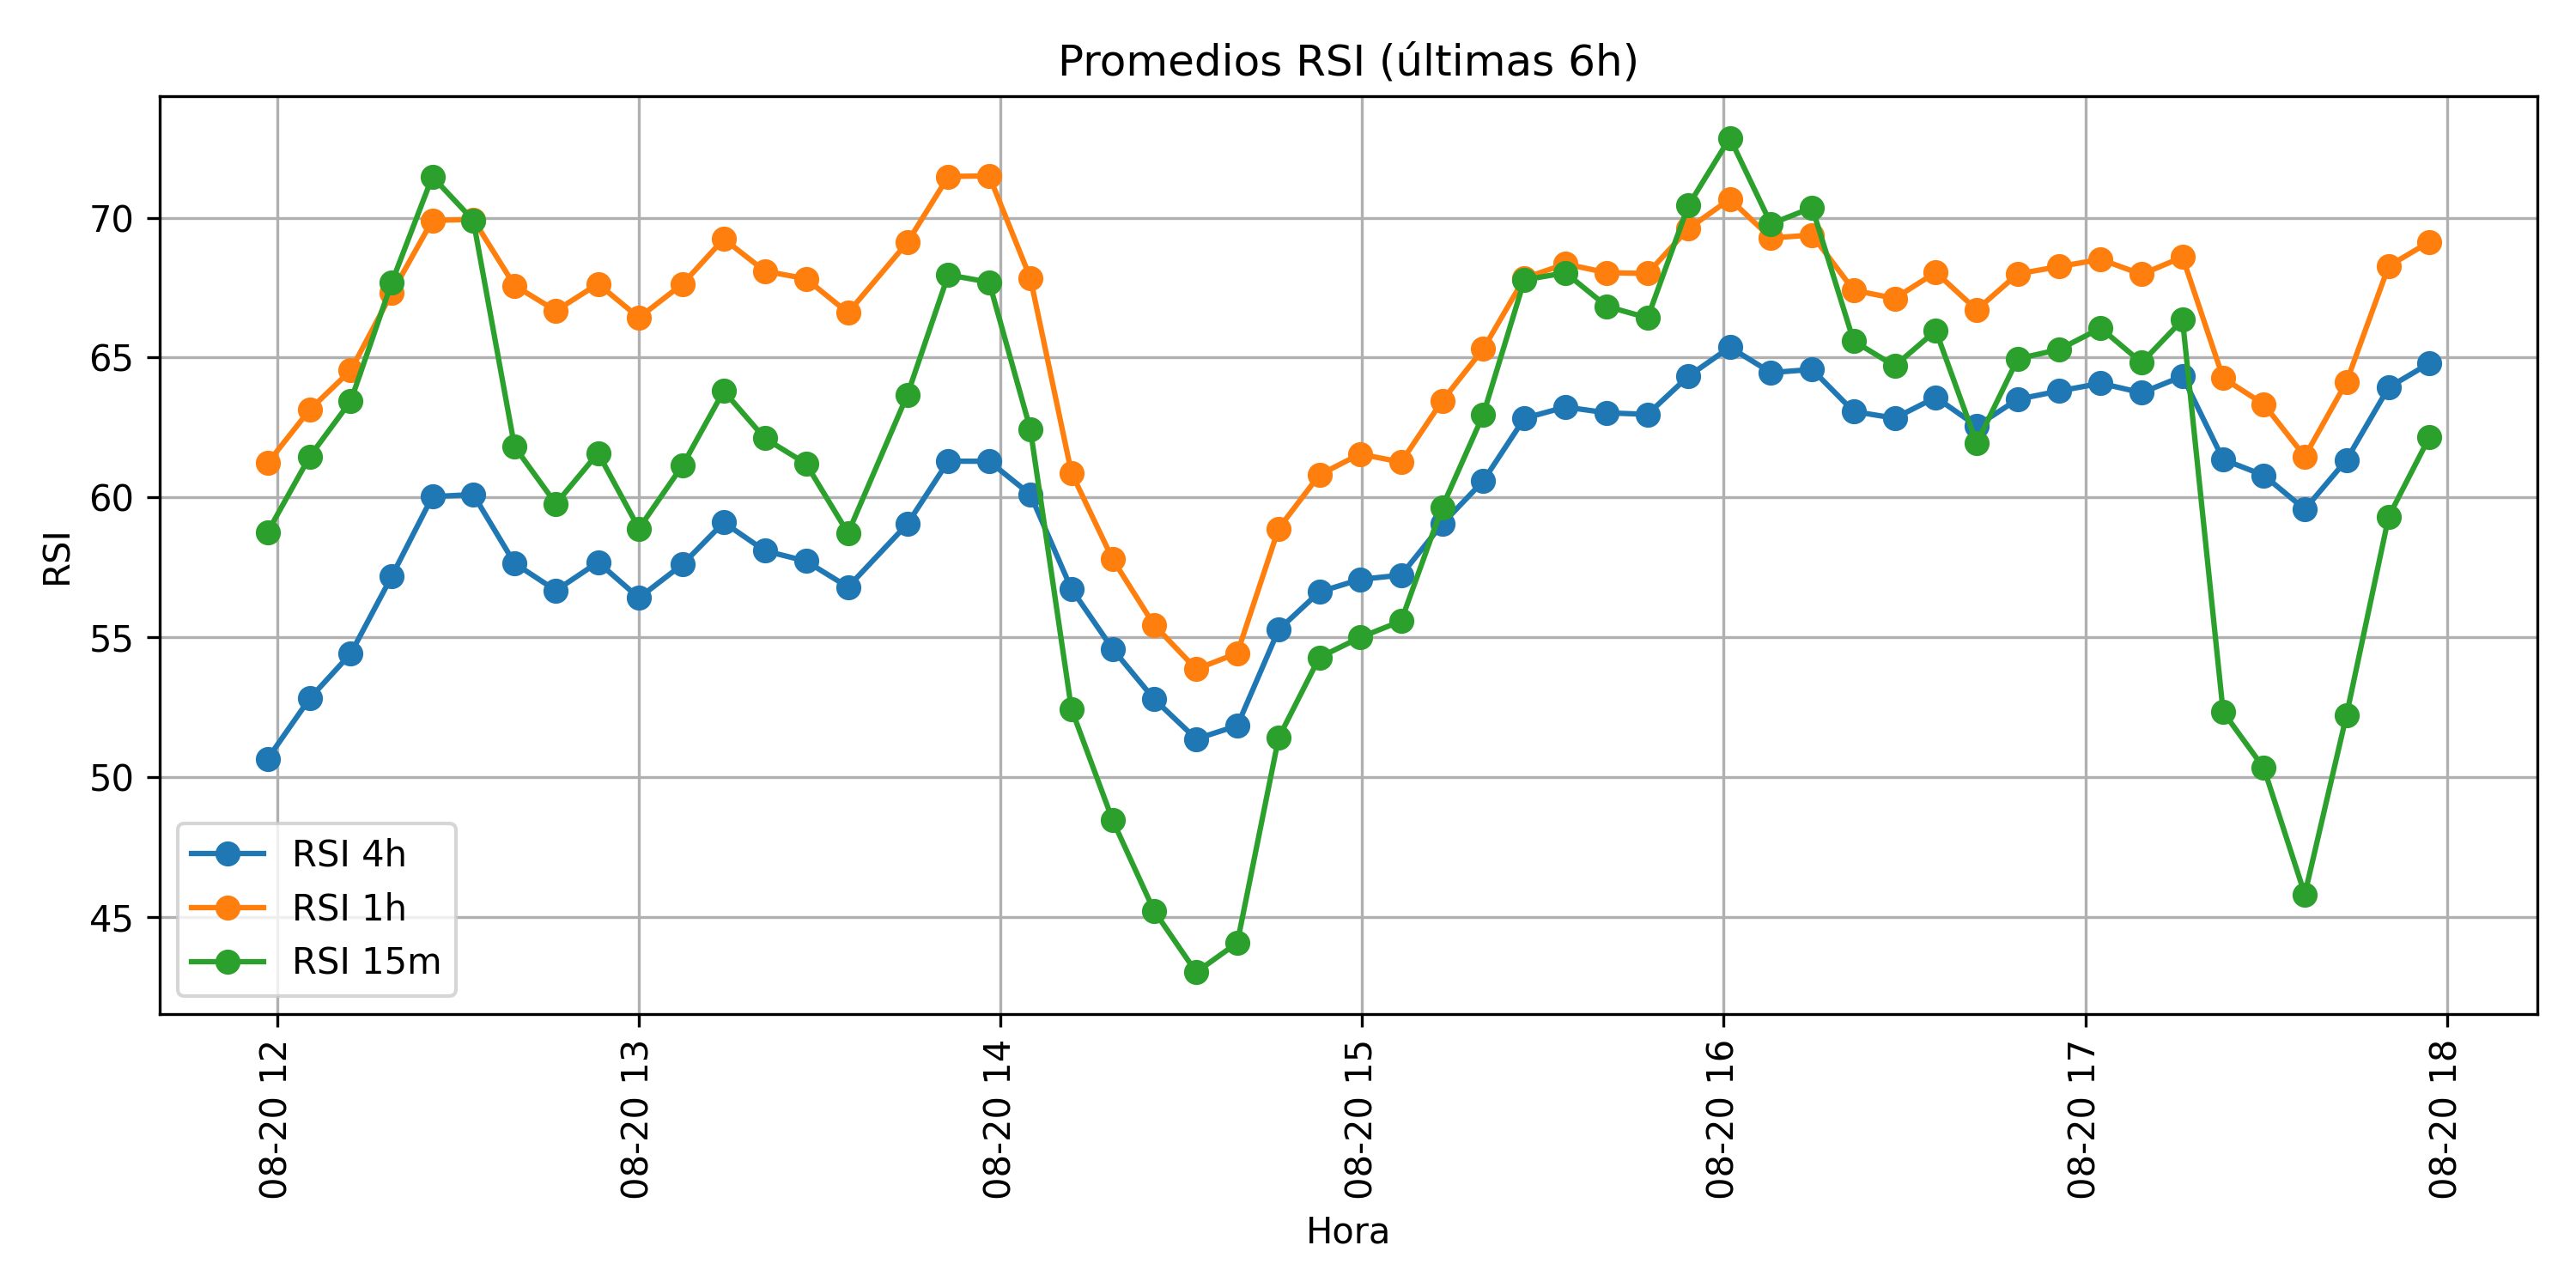 Promedios RSI (últimas 6h)
RSI
70
65
60
55
50
45
RSI 4h
RSI 1h
RSI 15m
08-20 12
08-20 13
08-20 14
08-20 15
08-20 16
08-20 17
08-20 18
Hora